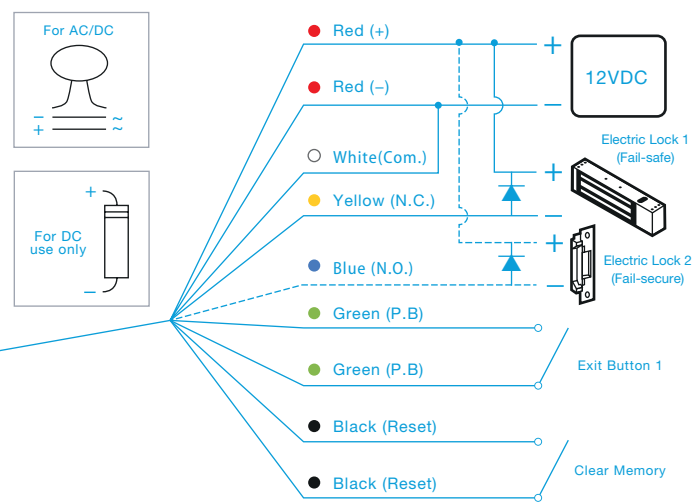 For AC/DC
− ~
+ ~
For DC
use only
+
−
Red (+)
Red (−)
White(Com.)
Yellow (N.C.)
Blue (N.O.)
Green (P.B)
Green (P.B)
Black (Reset)
Black (Reset)
+
−
12VDC
Electric Lock 1
(Fail-safe)
+
−
Electric Lock 2
(Fail-secure)
+
−
Exit Button 1
Clear Memory